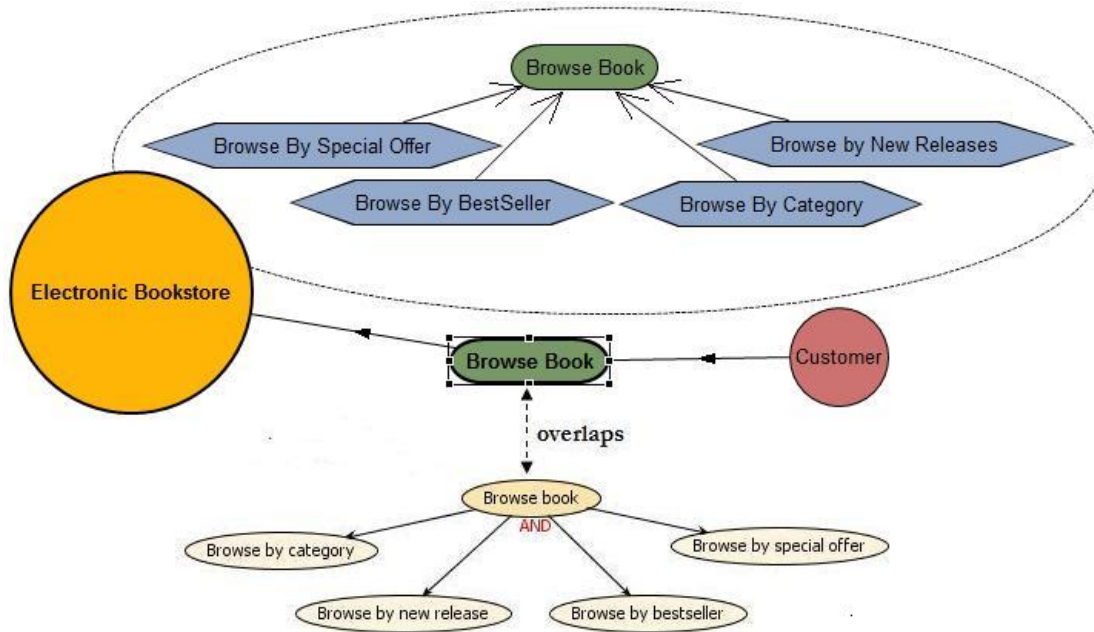 Browse Book
Browse By Special Offer
Browse by New Releases
Browse By BestSeller
Browse By Category
Electronic Bookstore
Browse Book
Customer
overlaps
Browse book
AND
Browse by category
Browse by special offer
Browse by new release
Browse by bestseller